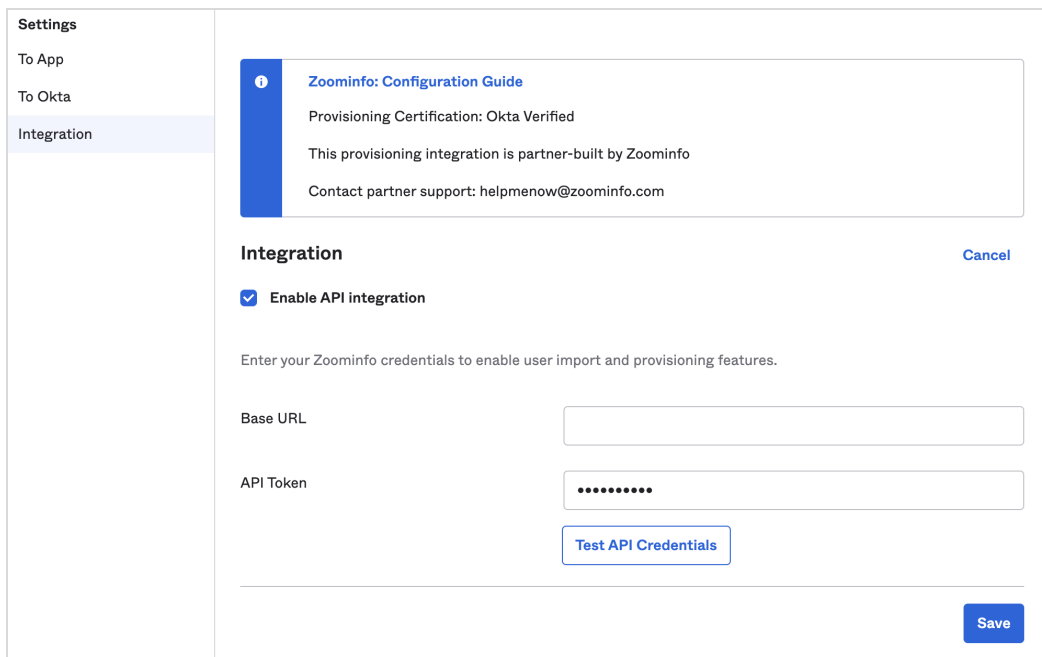 Settings
To App
To Okta
Integration
Zoominfo: Configuration Guide
Provisioning Certification: Okta Verified
This provisioning integration is partner-built by Zoominfo
Contact partner support: helpmenow@zoominfo.com
Integration
Cancel
Enable API integration
Enter your Zoominfo credentials to enable user import and provisioning features.
Base URL
API Token
••••••••••
Test API Credentials
Save